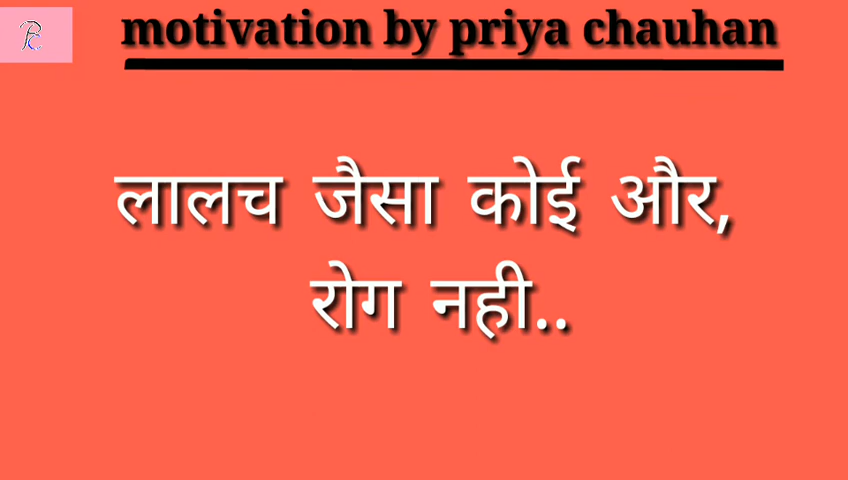 motivation by priya chauhan
लालच जैसा कोई और,
रोग नही..